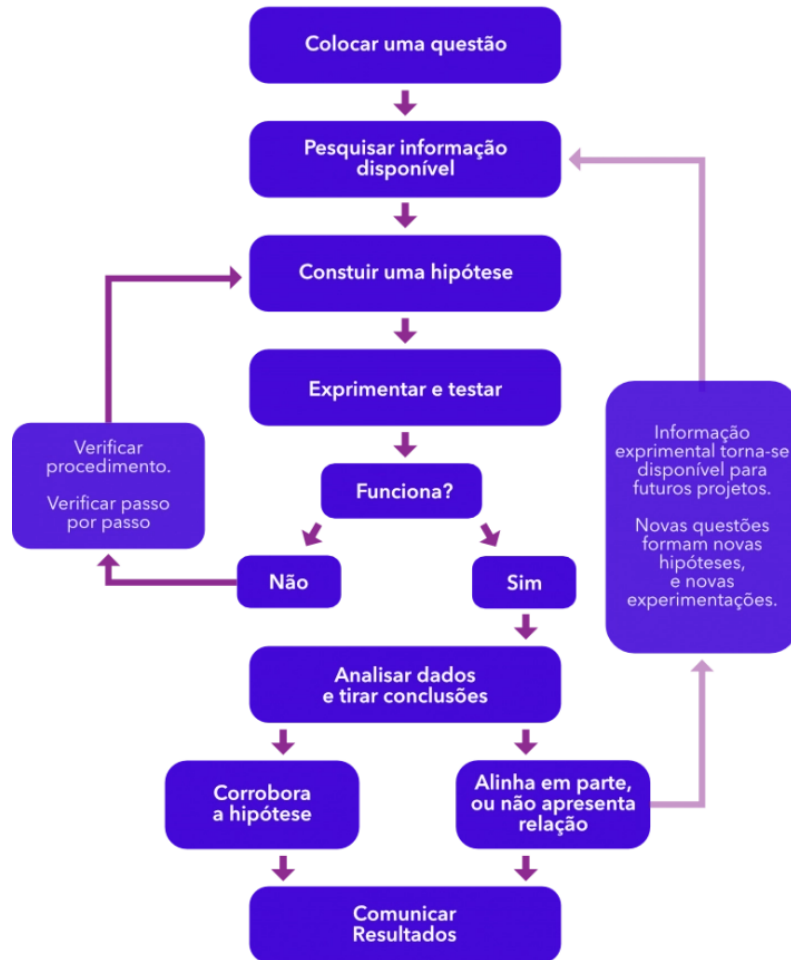 Colocar uma questão
Pesquisar informação
disponível
Constuir uma hipótese
Exprimentar e testar
Verificar
procedimento.
Verificar passo
por passo
Funciona?
Não
Sim
Informação
exprimental torna-se
disponível para
futuros projetos.
Novas questões
formam novas
hipóteses,
e novas
experimentações.
Analisar dados
e tirar conclusões
Corrobora
a hipótese
Alinha em parte,
ou não apresenta
relação
Comunicar
Resultados